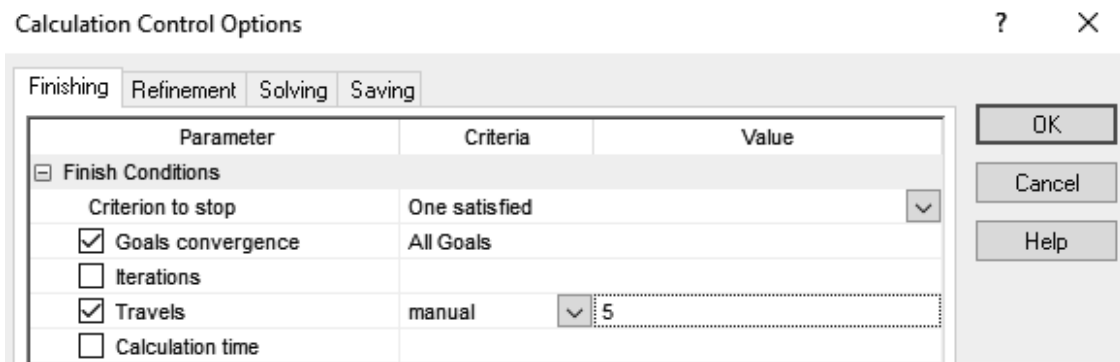 Calculation Control Options
?
Finishing Refinement Solving Saving
Parameter Criteria Value
OK
Finish Conditions
Cancel
Criterion to stop One satisfied
Goals convergence All Goals
Help
Iterations
Travels manual 5
Calculation time